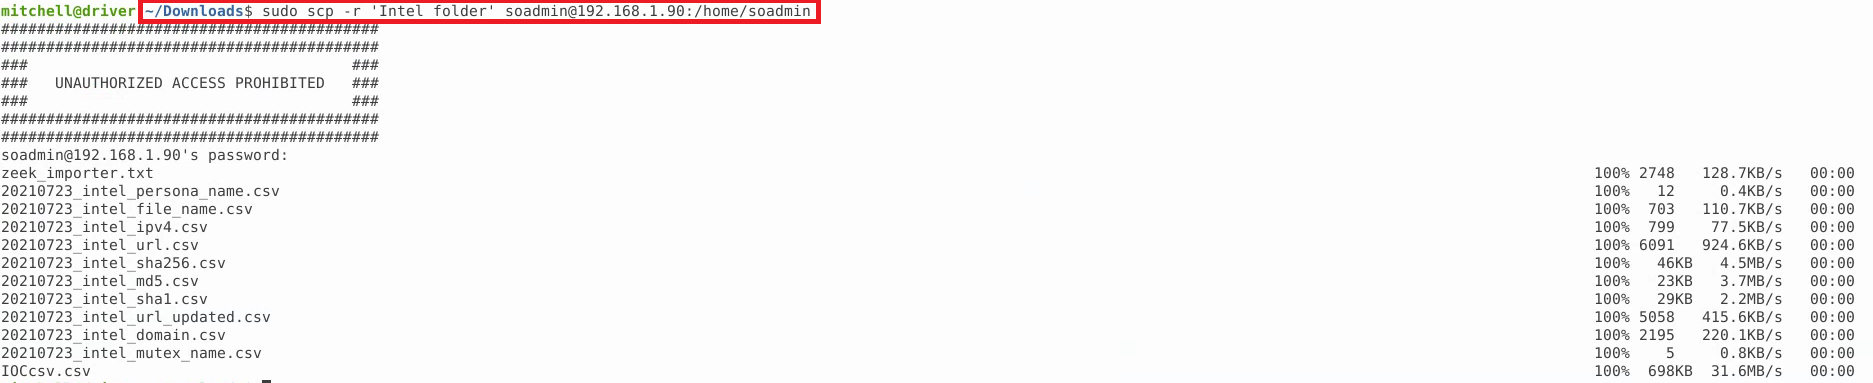 mitchell@driver ~/Downloads$ sudo scp -r 'Intel folder' soadmin@192.168.1.90:/home/soadmin
##########################################
##########################################
### ###
### UNAUTHORIZED ACCESS PROHIBITED ###
### ###
##########################################
##########################################
soadmin@192.168.1.90's password:
zeek_importer.txt 100% 2748 128.7KB/s 00:00
20210723_intel_persona_name.csv 100% 12 0.4KB/s 00:00
20210723_intel_file_name.csv 100% 703 110.7KB/s 00:00
20210723_intel_ipv4.csv 100% 799 77.5KB/s 00:00
20210723_intel_url.csv 100% 6091 924.6KB/s 00:00
20210723_intel_sha256.csv 100% 46KB 4.5MB/s 00:00
20210723_intel_md5.csv 100% 23KB 3.7MB/s 00:00
20210723_intel_sha1.csv 100% 29KB 2.2MB/s 00:00
20210723_intel_url_updated.csv 100% 5058 415.6KB/s 00:00
20210723_intel_domain.csv 100% 2195 220.1KB/s 00:00
20210723_intel_mutex_name.csv 100% 5 0.8KB/s 00:00
IOCcsv.csv 100% 698KB 31.6MB/s 00:00